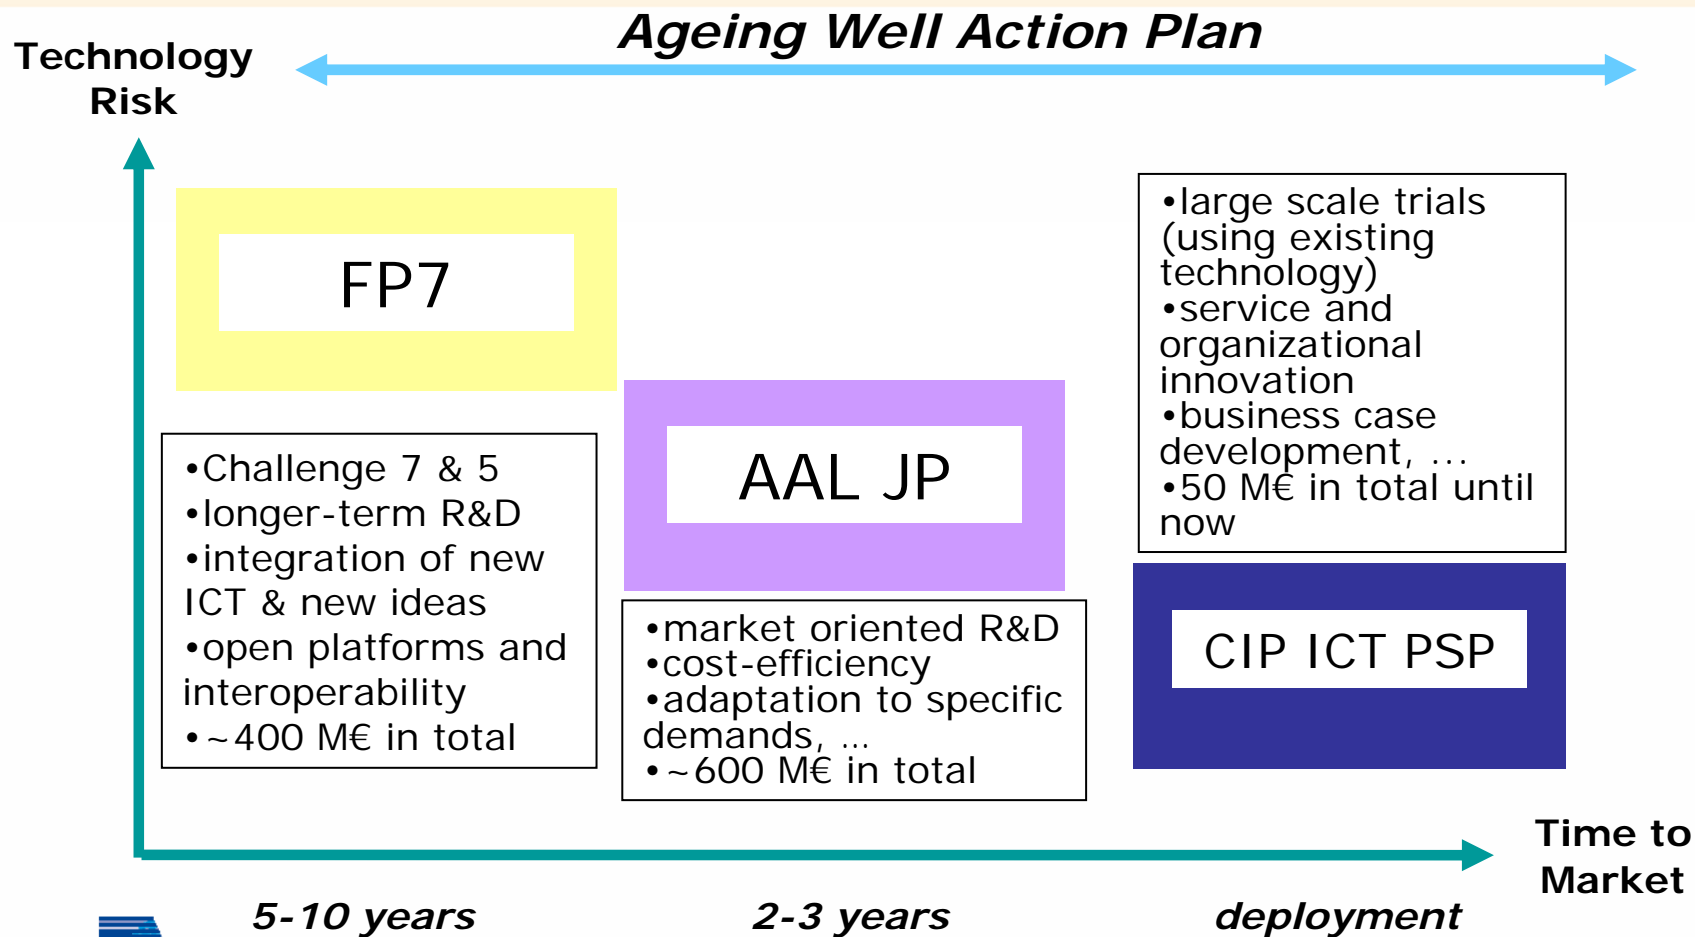 Ageing Well Action Plan
Technology
Risk
FP7
•Challenge 7 & 5
•longer-term R&D
•integration of new
ICT & new ideas
•open platforms and
interoperability
•~400 M€ in total
AAL JP
•market oriented R&D
•cost-efficiency
•adaptation to specific
demands, ...
•~600 M€ in total
•large scale trials
(using existing
technology)
•service and
organizational
innovation
•business case
development, ...
•50 M€ in total until
now
CIP ICT PSP
Time to
Market
5-10 years
2-3 years
deployment